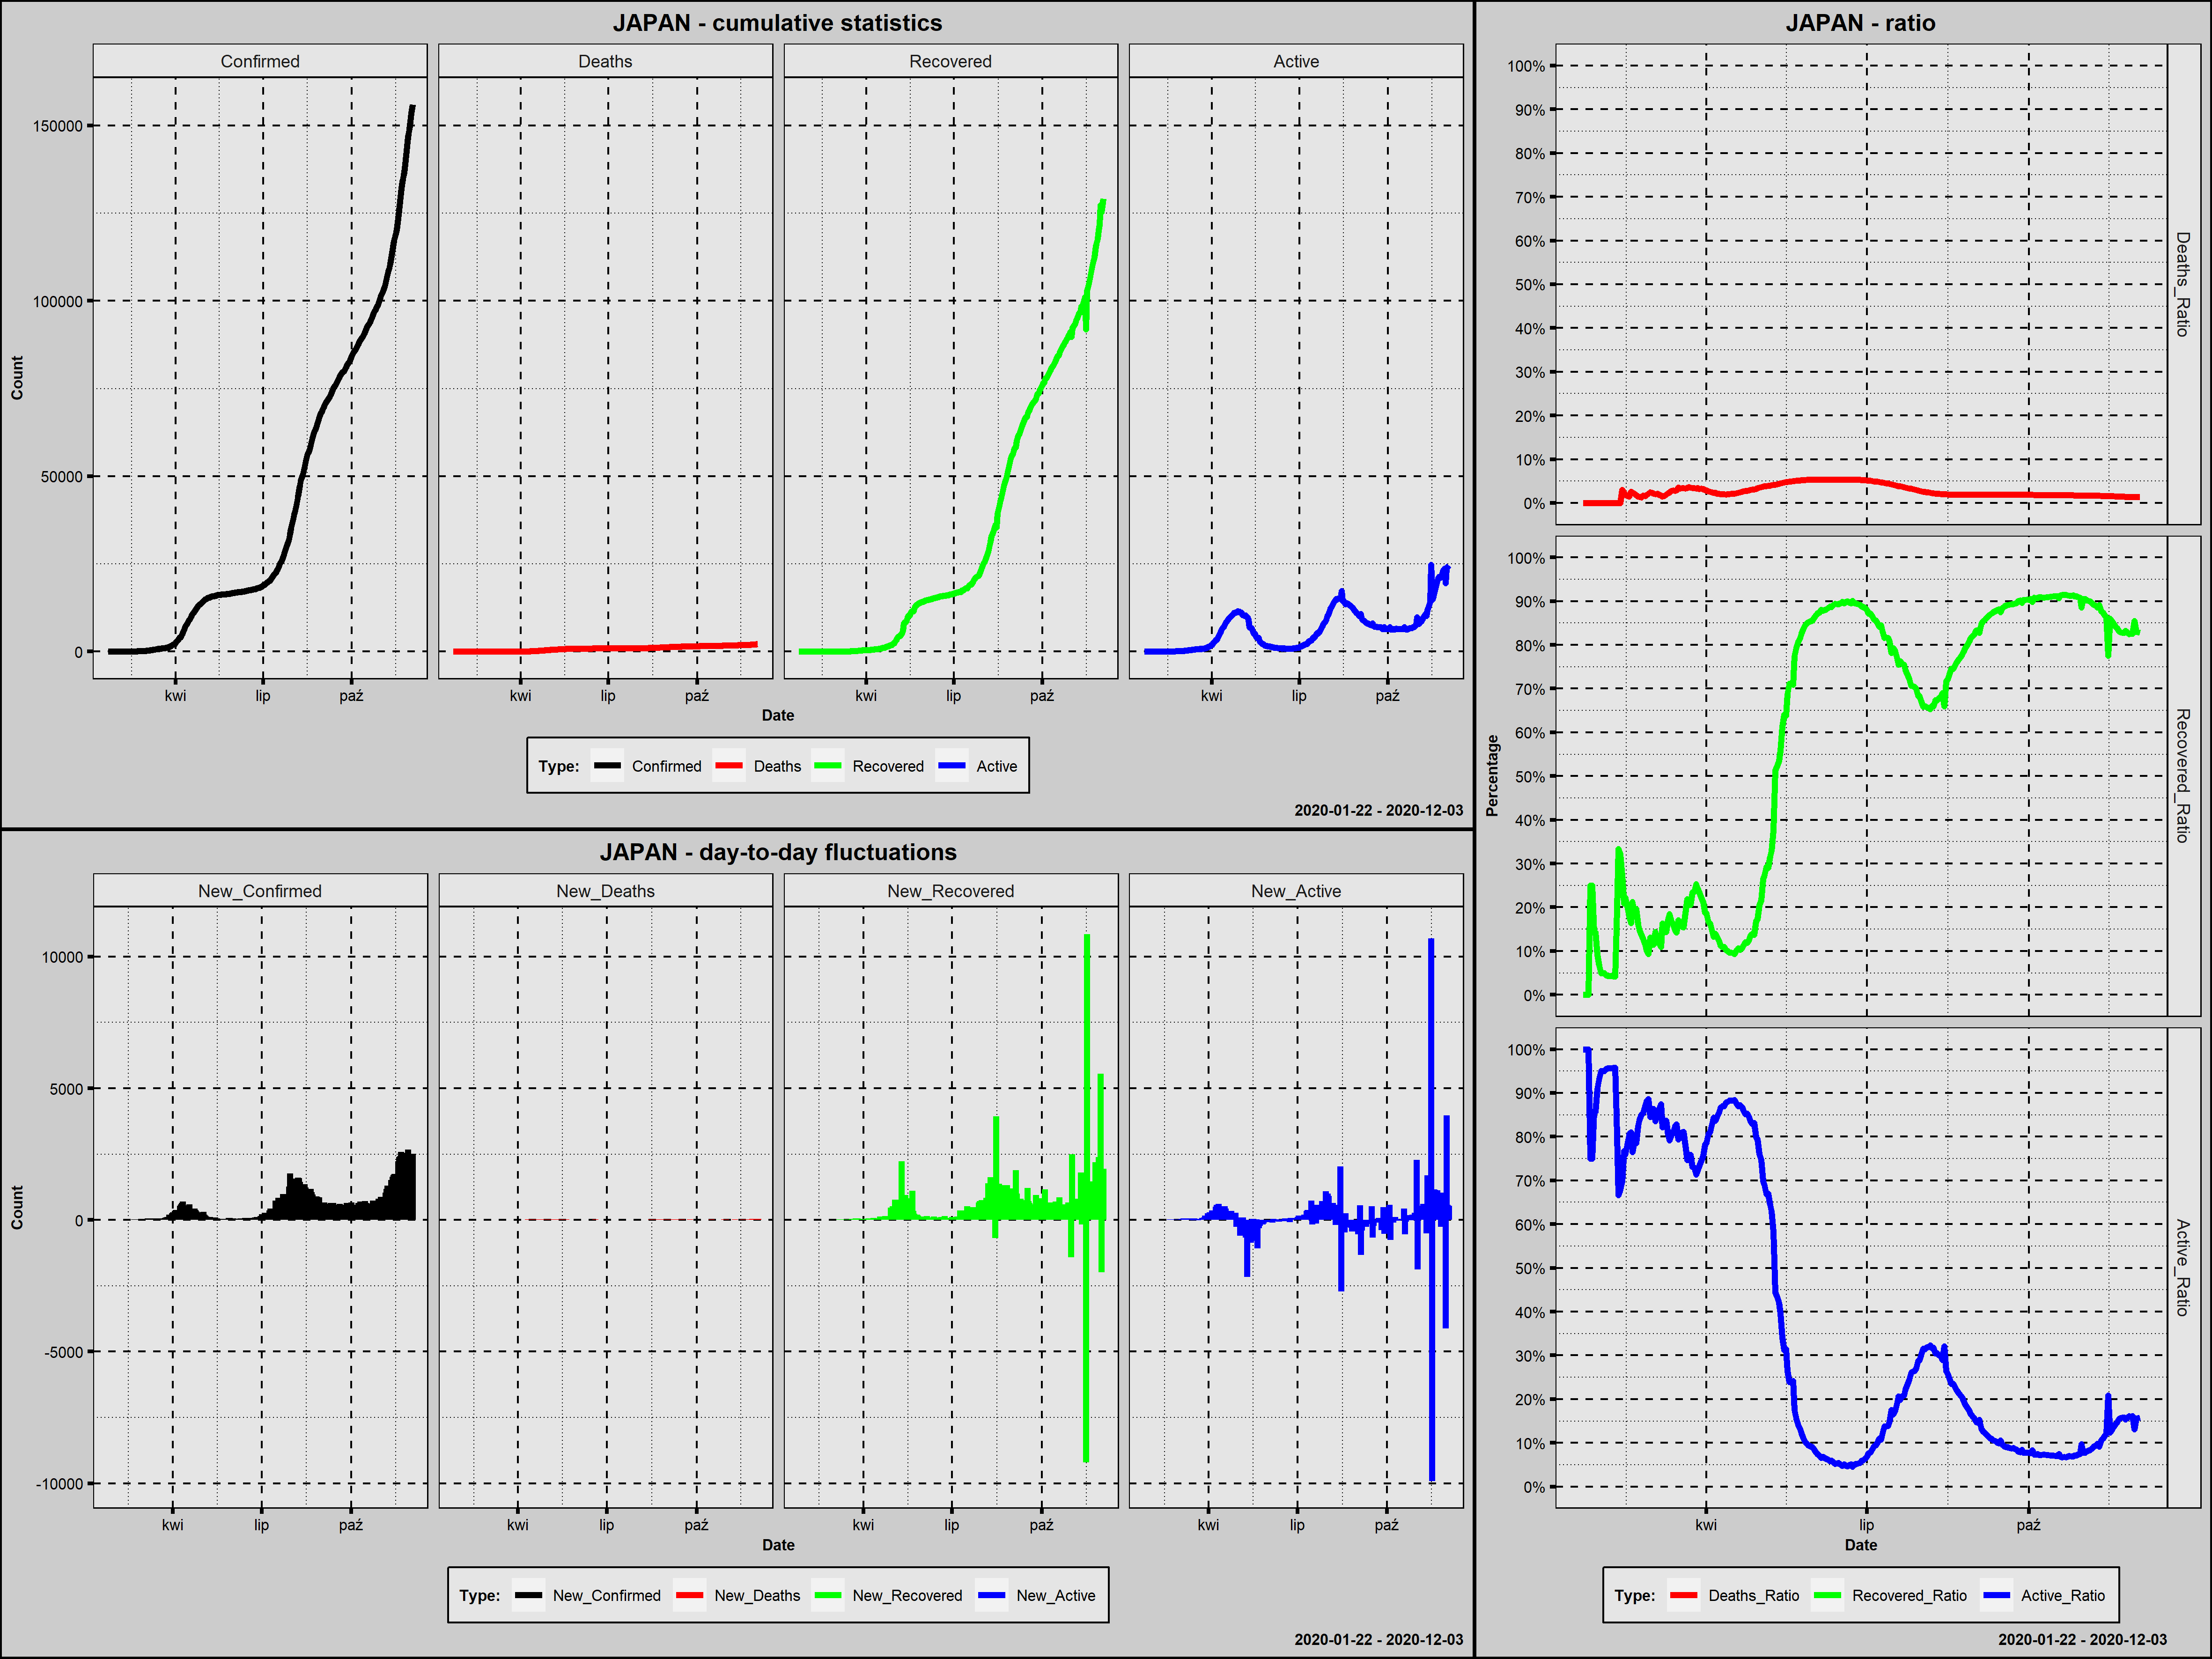 JAPAN - cumulative statistics
Confirmed Deaths Recovered Active
Count
150000
100000
50000
0
kwi lip paź kwi lip paź kwi lip paź kwi lip paź
Date
Type: Confirmed Deaths Recovered Active
2020-01-22 - 2020-12-03
JAPAN - day-to-day fluctuations
New_Confirmed New_Deaths New_Recovered New_Active
Count
10000
5000
0
-5000
-10000
kwi lip paź kwi lip paź kwi lip paź kwi lip paź
Date
Type: New_Confirmed New_Deaths New_Recovered New_Active
2020-01-22 - 2020-12-03
JAPAN - ratio
Percentage
100%
90%
80%
70%
60%
50%
40%
30%
20%
10%
0%
Deaths_Ratio
100%
90%
80%
70%
60%
50%
40%
30%
20%
10%
0%
Recovered_Ratio
100%
90%
80%
70%
60%
50%
40%
30%
20%
10%
0%
Active_Ratio
kwi lip paź
Date
Type: Deaths_Ratio Recovered_Ratio Active_Ratio
2020-01-22 - 2020-12-03